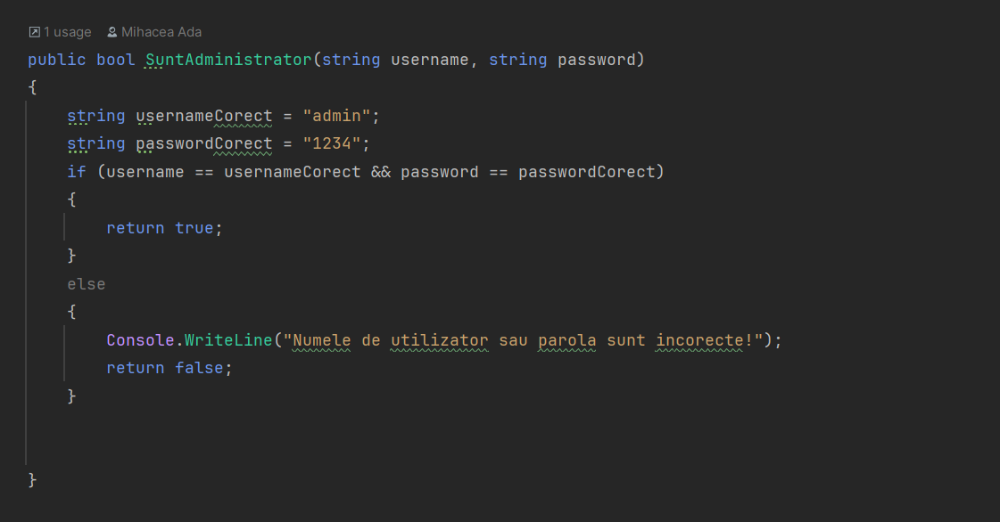 1 usage Mihacea Ada
public bool SuntAdministrator(string username, string password)
{
string usernameCorect = "admin";
string passwordCorect = "1234";
if (username == usernameCorect && password == passwordCorect)
{
return true;
}
else
{
Console.WriteLine("Numele de utilizator sau parola sunt incorecte!");
return false;
}
}